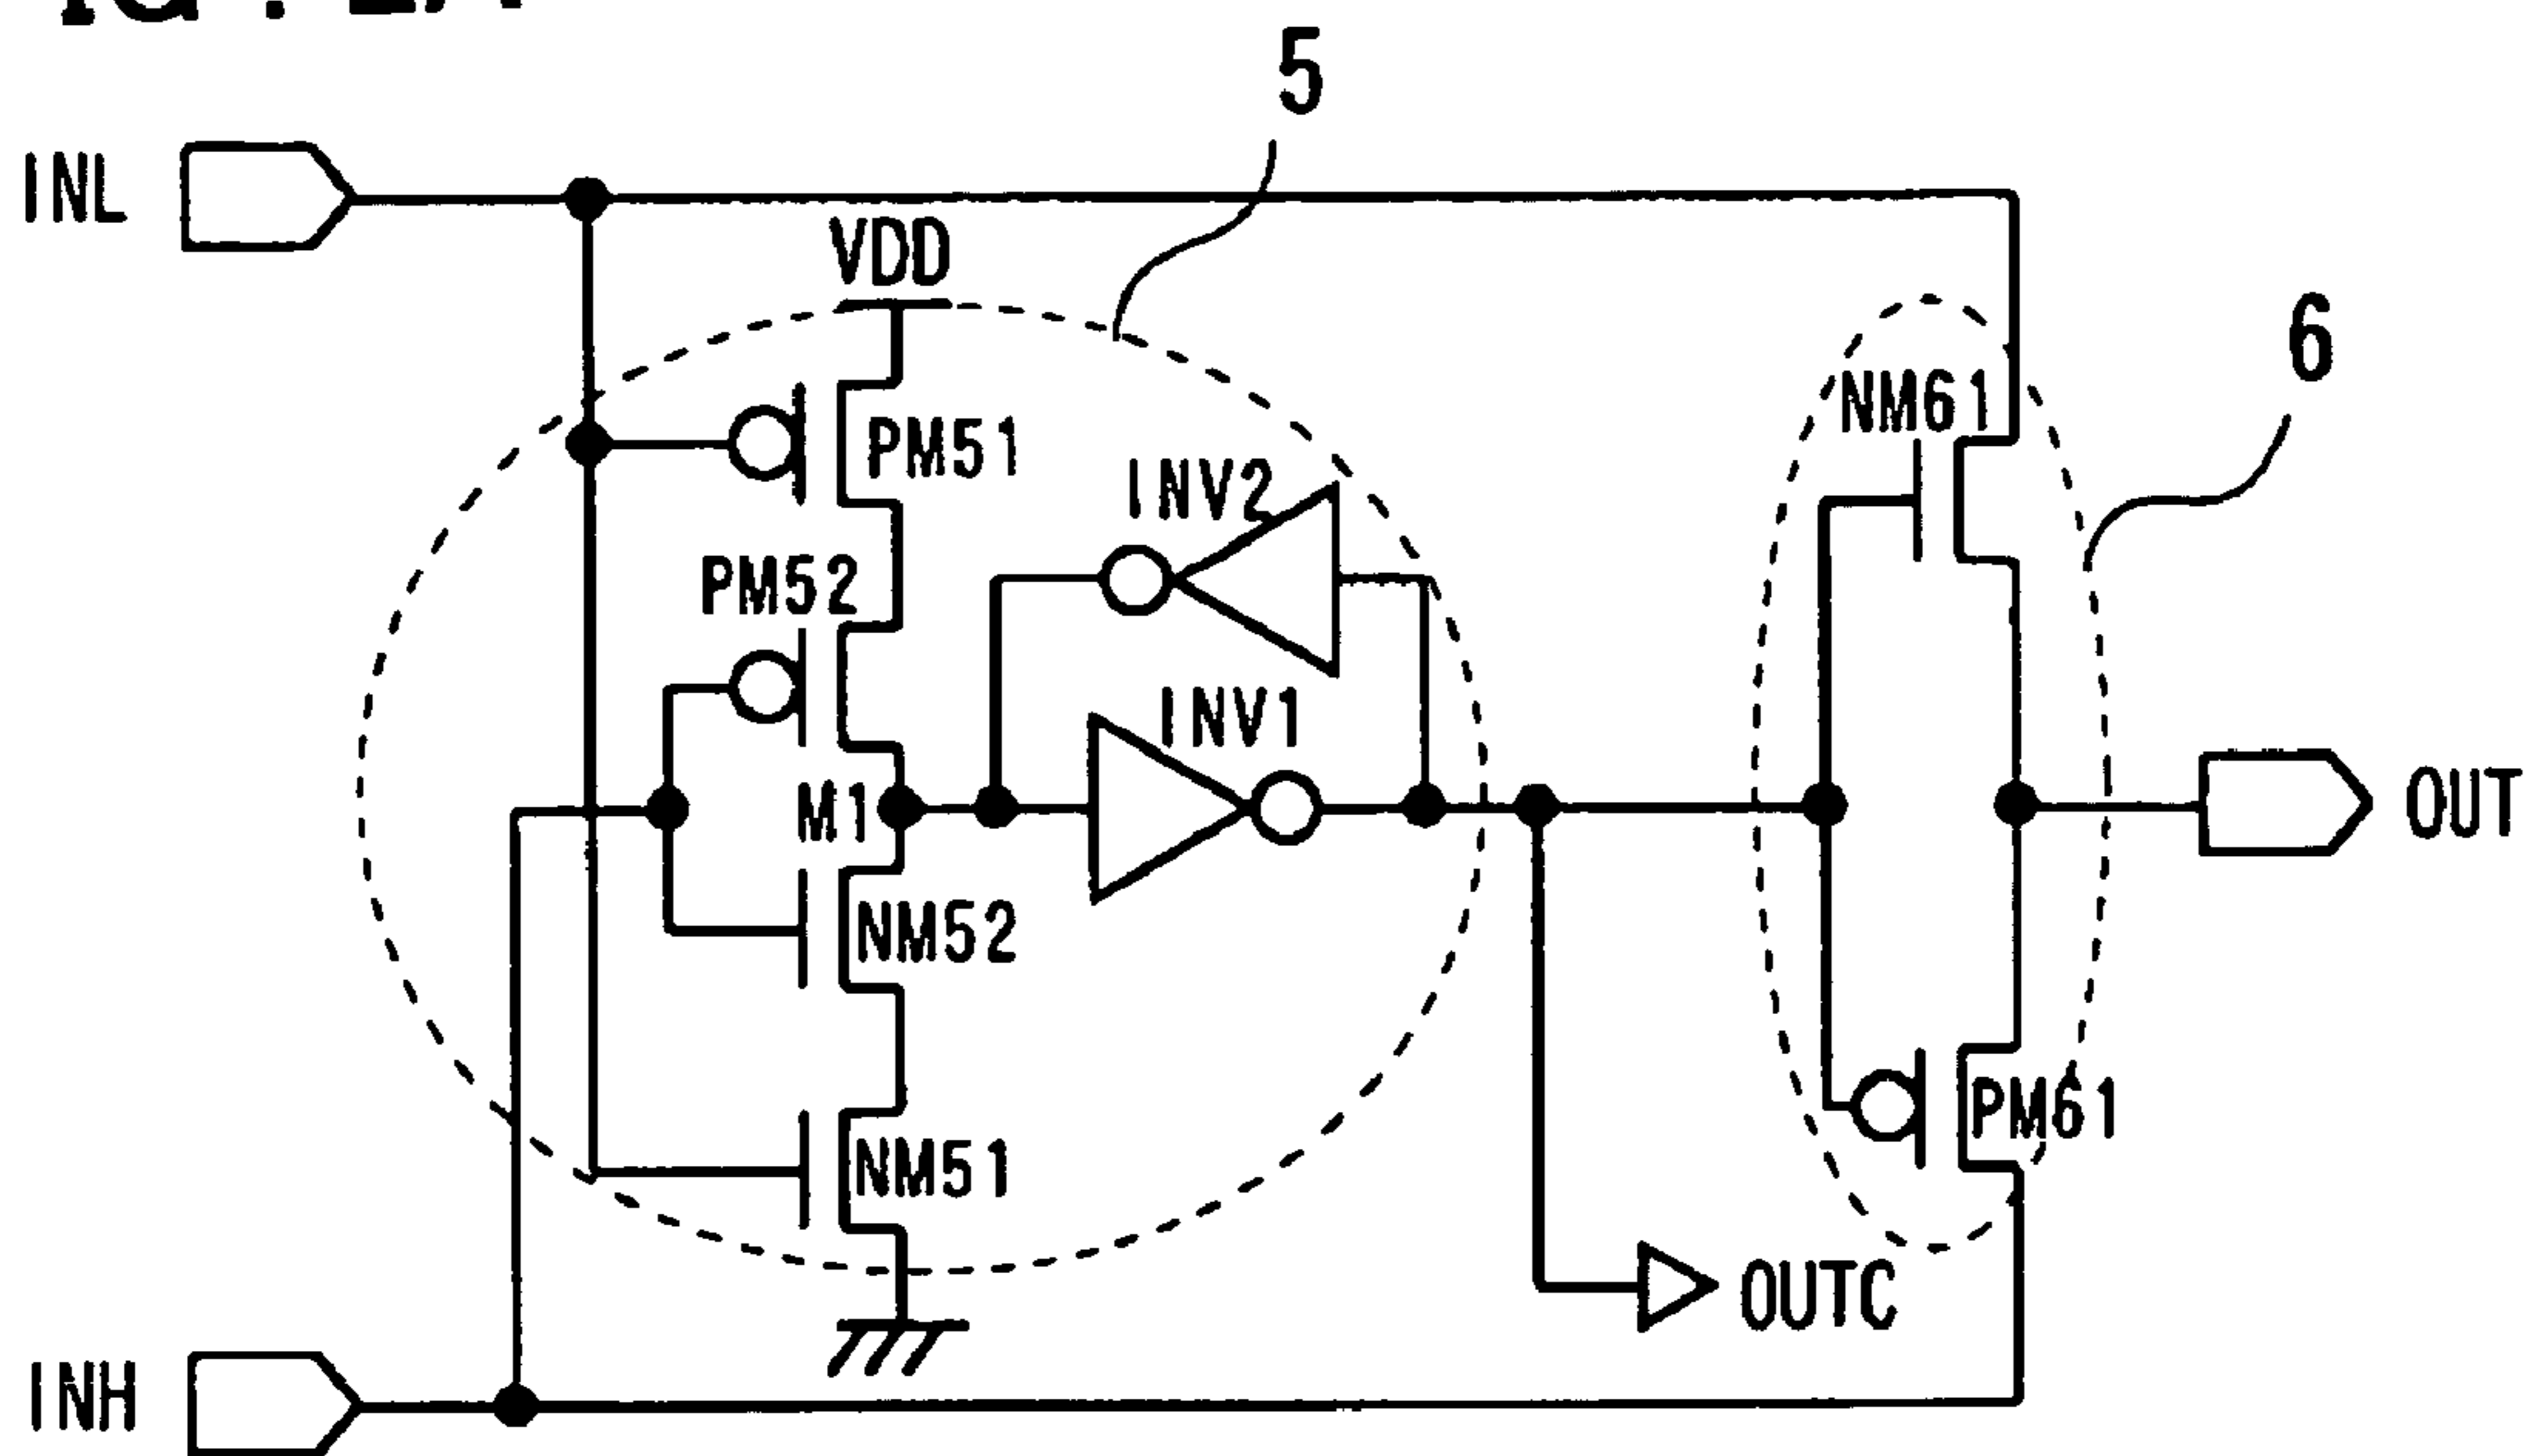 5
INL
VDD
6
NM61
PM51
INV2
PM52
INV1
M1
OUT
NM52
PM61
NM51
OUTC
INH